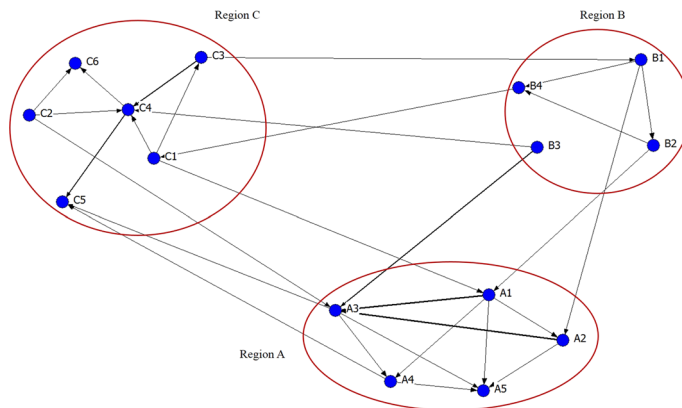 Region C
Region B
C6
C3
B1
B4
C2
C4
B3
B2
C1
C5
A1
A3
A2
Region A
A4
A5